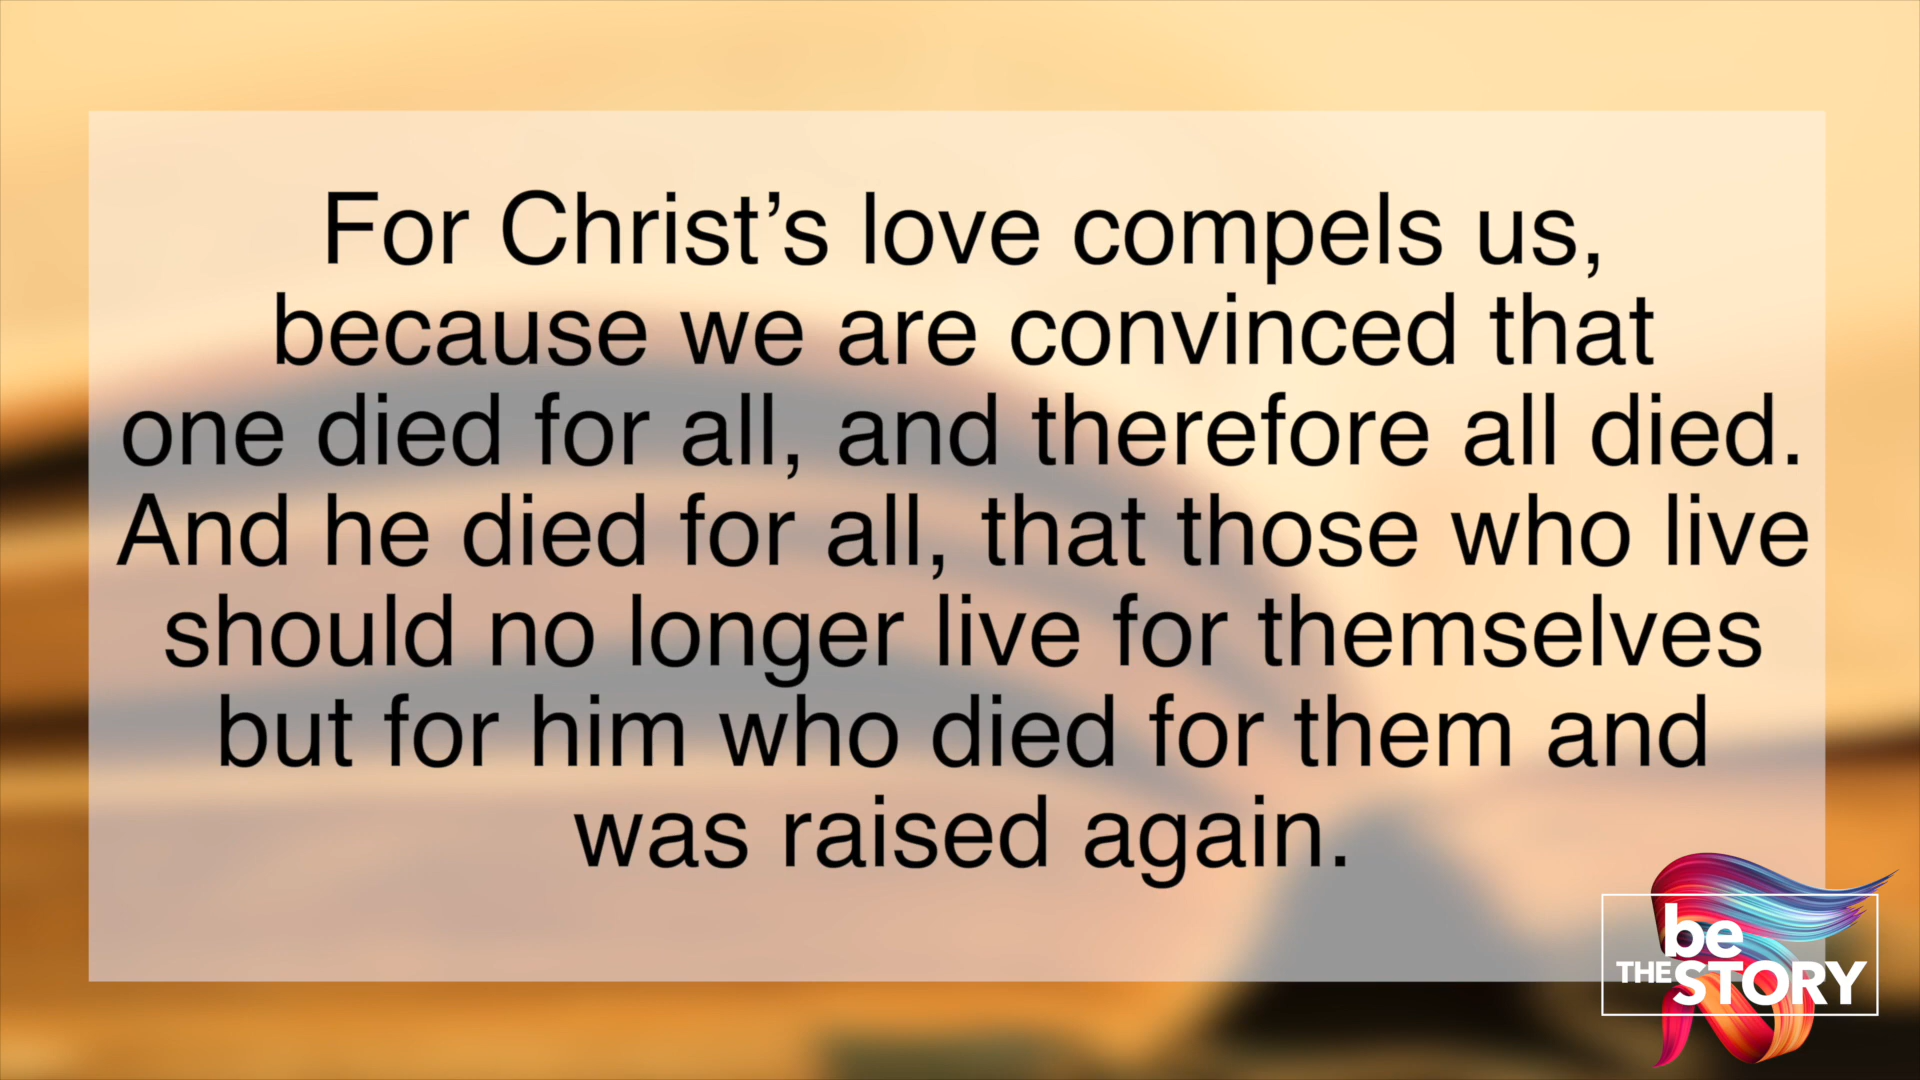 For Christ’s love compels us,
because we are convinced that
one died for all, and therefore all died.
And he died for all, that those who live
should no longer live for themselves
but for him who died for them and
was raised again.
be
THE STORY